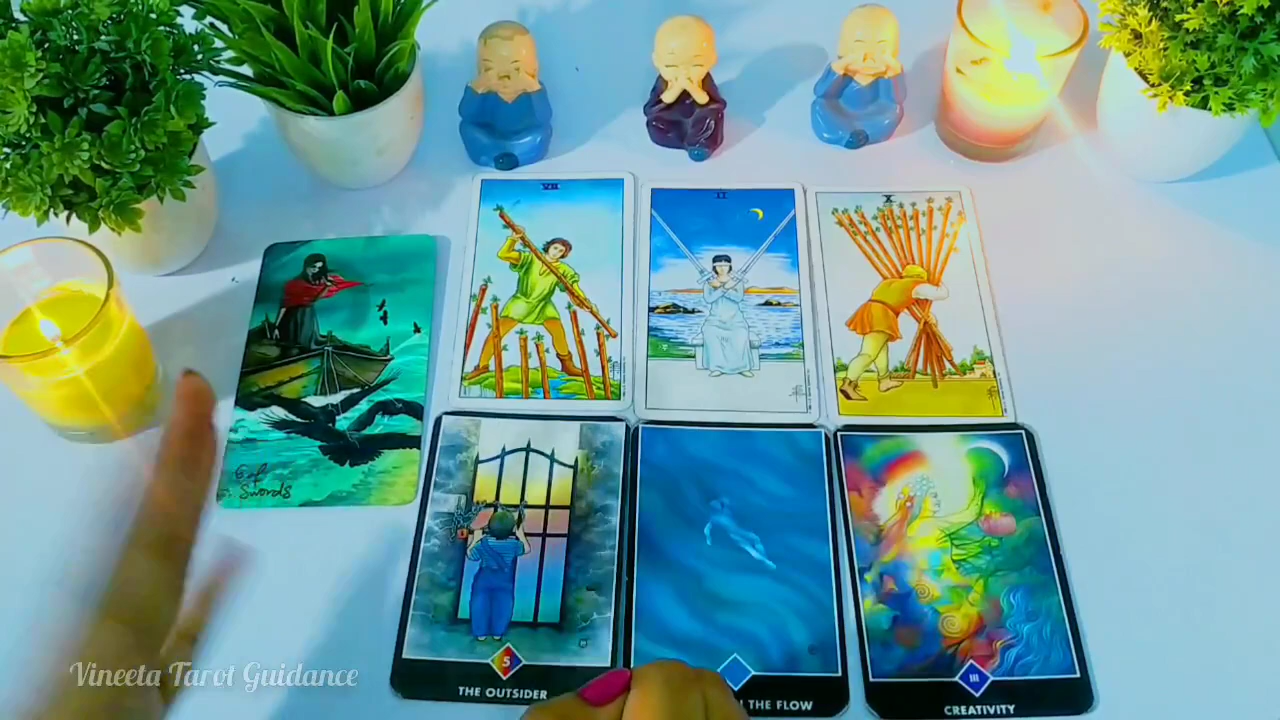 VII
II
X
6 of
Swords
5
THE OUTSIDER
THE FLOW
III
CREATIVITY
Vineeta Tarot Guidance